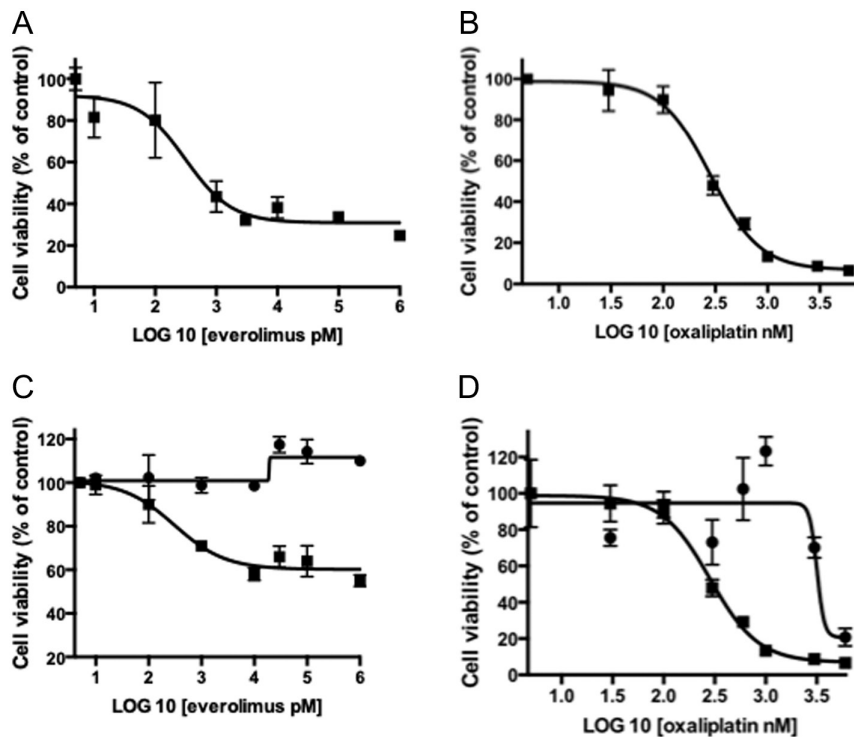 A
Cell viability (% of control)
100
80
60
40
20
0
1 2 3 4 5 6
LOG 10 [everolimus pM]
B
Cell viability (% of control)
100
80
60
40
20
0
1.0 1.5 2.0 2.5 3.0 3.5
LOG 10 [oxaliplatin nM]
C
Cell viability (% of control)
120
100
80
60
40
20
1 2 3 4 5 6
LOG 10 [everolimus pM]
D
Cell viability (% of control)
120
100
80
60
40
20
0
1.0 1.5 2.0 2.5 3.0 3.5
LOG 10 [oxaliplatin nM]